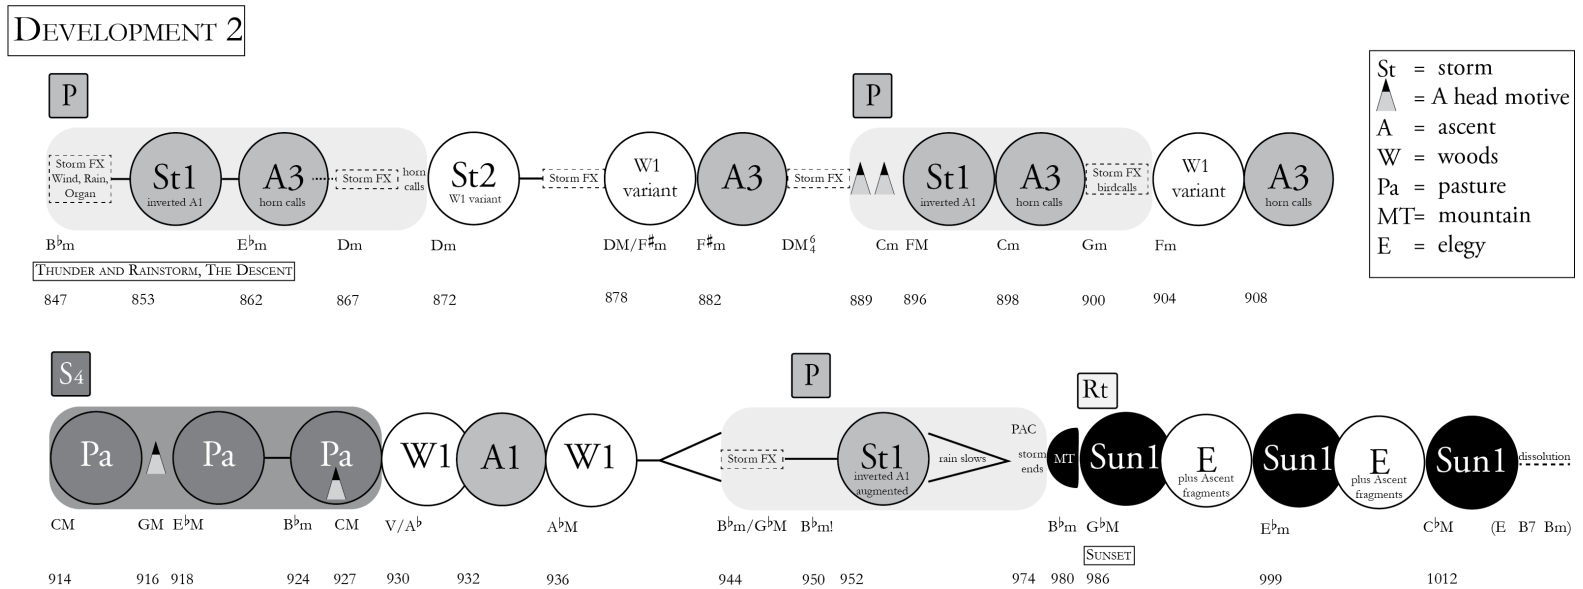 DEVELOPMENT 2
St = storm
= A head motive
A = ascent
W = woods
Pa = pasture
MT= mountain
E = elegy
P
P
Storm FX
Wind, Rain,
Organ
St1
inverted A1
A3
horn calls
Storm FX
horn
calls
St2
W1 variant
Storm FX
W1
variant
A3
Storm FX
St1
inverted A1
A3
horn calls
Storm FX
birdcalls
W1
variant
A3
horn calls
B♭m E♭m Dm Dm DM/F♯m F♯m DM6/4 Cm FM Cm Gm Fm
THUNDER AND RAINSTORM, THE DESCENT
847 853 862 867 872 878 882 889 896 898 900 904 908
S4
P
Rt
Pa
Pa
Pa
W1
A1
W1
Storm FX
St1
inverted A1
augmented
rain slows
PAC
storm
ends
MT
Sun1
E
plus Ascent
fragments
Sun1
E
plus Ascent
fragments
Sun1
dissolution
CM GM E♭M B♭m CM V/A♭ A♭M B♭m/G♭M B♭m! B♭m G♭M E♭m C♭M (E B7 Bm)
SUNSET
914 916 918 924 927 930 932 936 944 950 952 974 980 986 999 1012